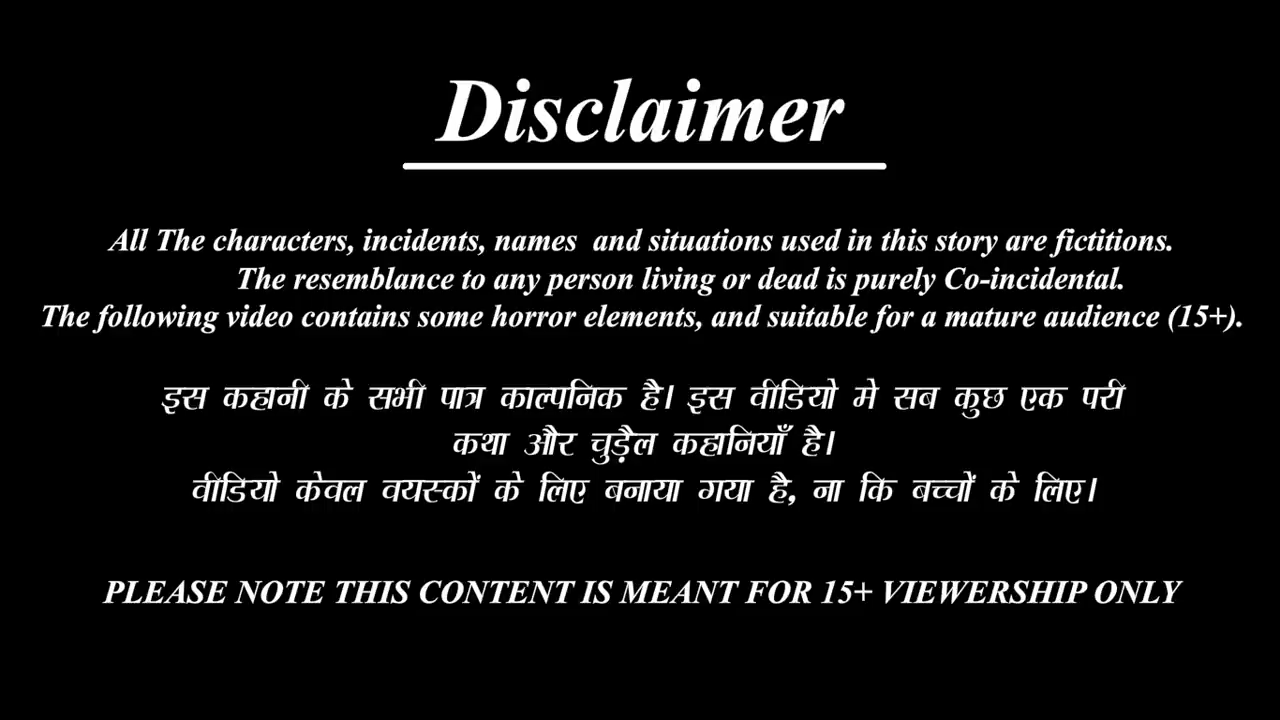 Disclaimer
All The characters, incidents, names and situations used in this story are fictitions.
The resemblance to any person living or dead is purely Co-incidental.
The following video contains some horror elements, and suitable for a mature audience (15+).
इस कहानी के सभी पात्र काल्पनिक है। इस वीडियो मे सब कुछ एक परी
कथा और चुड़ैल कहानियाँ है।
वीडियो केवल वयस्कों के लिए बनाया गया है, ना कि बच्चों के लिए।
PLEASE NOTE THIS CONTENT IS MEANT FOR 15+ VIEWERSHIP ONLY